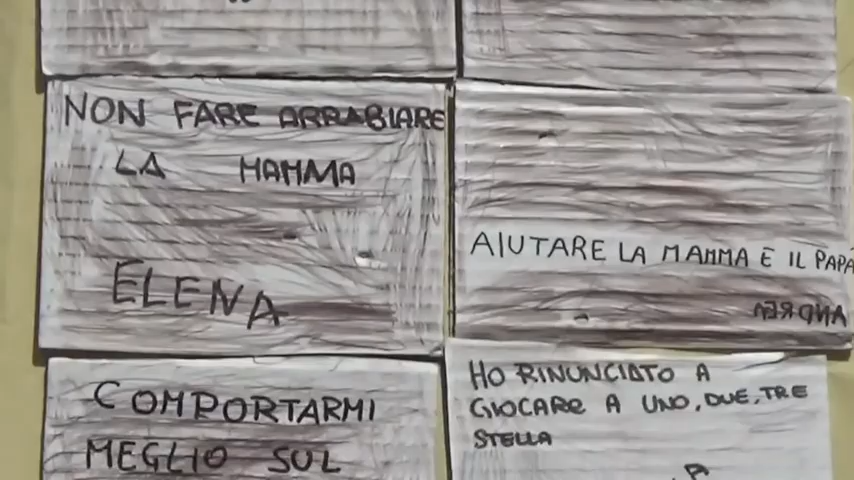 NON FARE ARRABIARE
LA MAMMA
ELENA
AIUTARE LA MAMMA E IL PAPÀ
ANDREA
COMPORTARMI
MEGLIO SUL
HO RINUNCIATO A
GIOCARE A UNO, DUE, TRE
STELLA